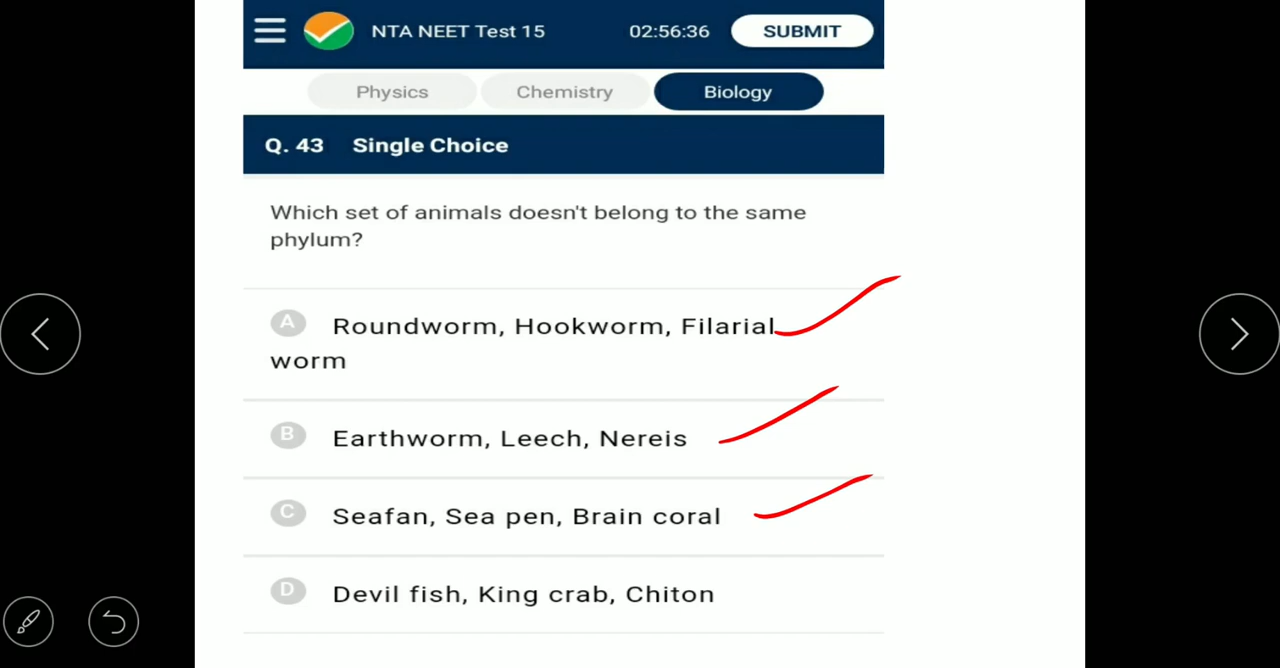 NTA NEET Test 15 02:56:36 SUBMIT
Physics Chemistry Biology
Q. 43 Single Choice
Which set of animals doesn't belong to the same
phylum?
A Roundworm, Hookworm, Filarial
worm
B Earthworm, Leech, Nereis
C Seafan, Sea pen, Brain coral
D Devil fish, King crab, Chiton